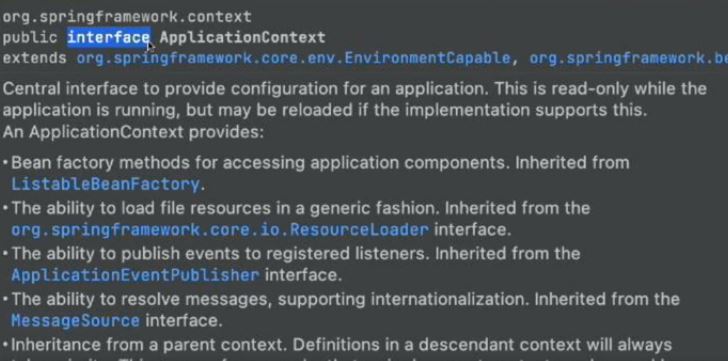 org.springframework.context
public interface ApplicationContext
extends org.springframework.core.env.EnvironmentCapable, org.springframework.be
Central interface to provide configuration for an application. This is read-only while the
application is running, but may be reloaded if the implementation supports this.
An ApplicationContext provides:
• Bean factory methods for accessing application components. Inherited from
ListableBeanFactory.
• The ability to load file resources in a generic fashion. Inherited from the
org.springframework.core.io.ResourceLoader interface.
• The ability to publish events to registered listeners. Inherited from the
ApplicationEventPublisher interface.
• The ability to resolve messages, supporting internationalization. Inherited from the
MessageSource interface.
• Inheritance from a parent context. Definitions in a descendant context will always